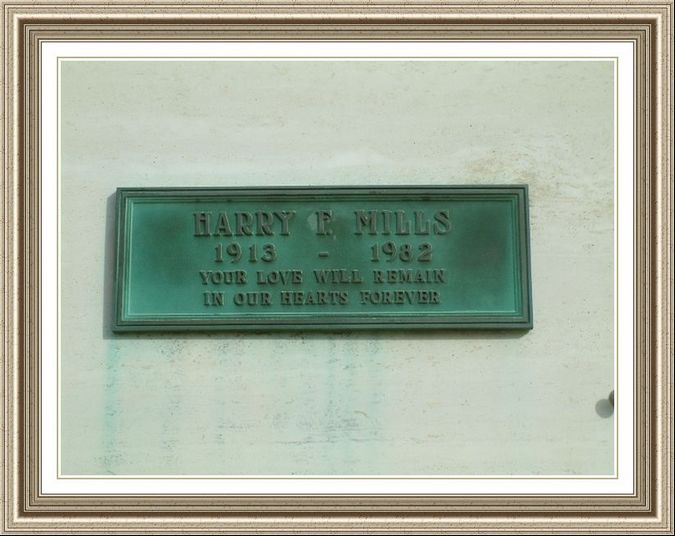 HARRY F. MILLS
1913 - 1982
YOUR LOVE WILL REMAIN
IN OUR HEARTS FOREVER